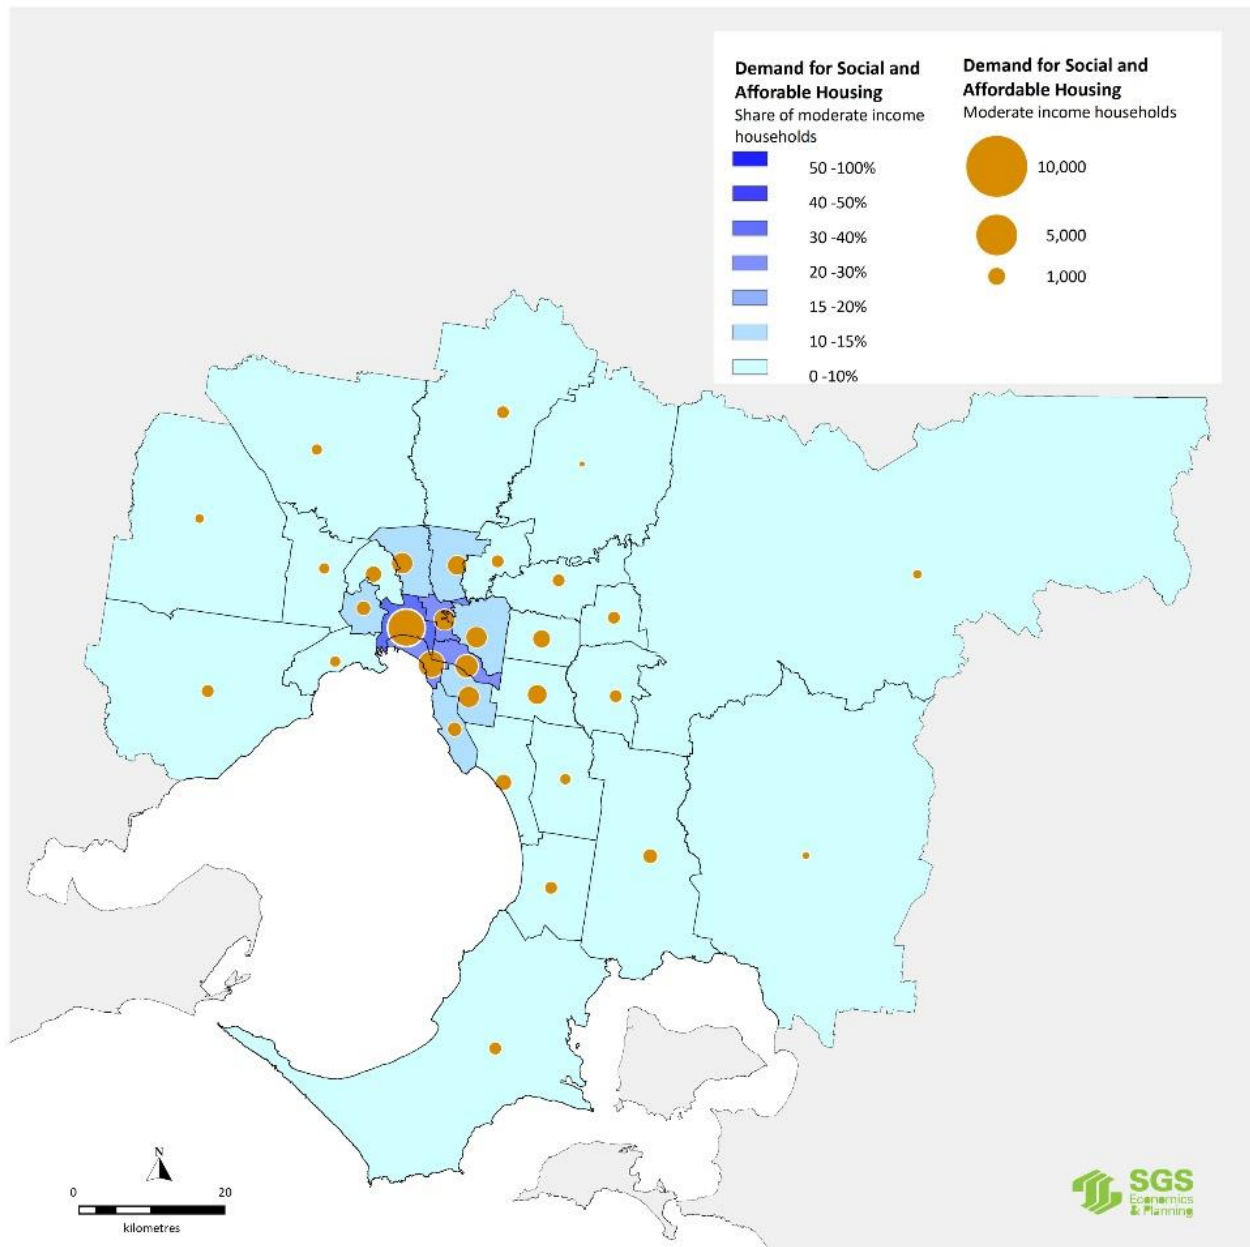 Demand for Social and
Afforable Housing
Share of moderate income
households
50 -100%
40 -50%
30 -40%
20 -30%
15 -20%
10 -15%
0 -10%
Demand for Social and
Affordable Housing
Moderate income households
10,000
5,000
1,000
N
0 20
kilometres
SGS
Economics
& Planning